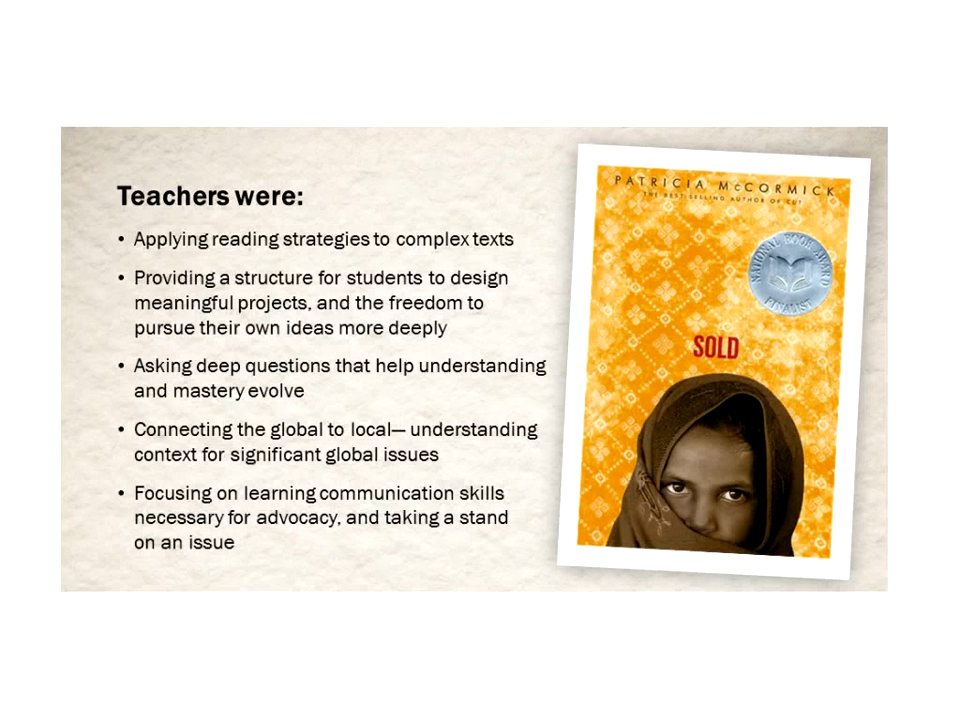 Teachers were:
• Applying reading strategies to complex texts
• Providing a structure for students to design
meaningful projects, and the freedom to
pursue their own ideas more deeply
• Asking deep questions that help understanding
and mastery evolve
• Connecting the global to local— understanding
context for significant global issues
• Focusing on learning communication skills
necessary for advocacy, and taking a stand
on an issue
PATRICIA McCORMICK
THE BEST-SELLING AUTHOR OF CUT
NATIONAL BOOK AWARD
FINALIST
SOLD